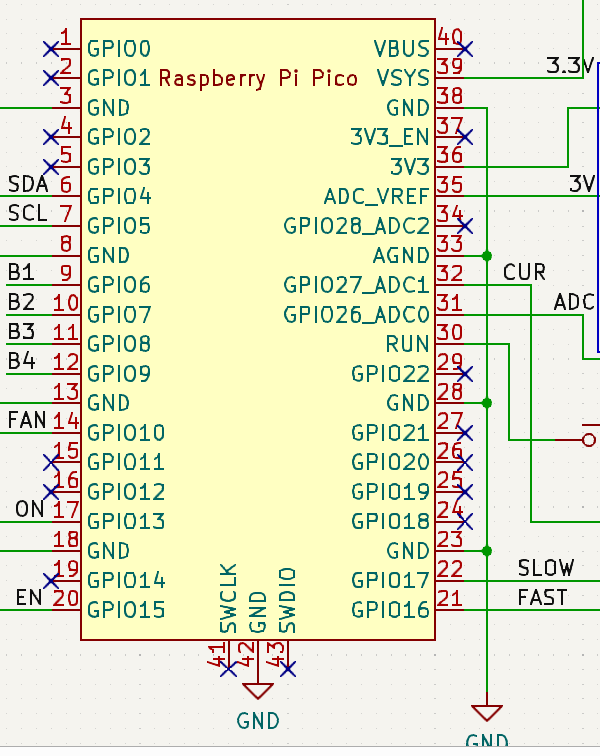 1 GPIO0 VBUS 40
2 GPIO1 Raspberry Pi Pico VSYS 39 3.3V
3 GND GND 38
4 GPIO2 3V3_EN 37
5 GPIO3 3V3 36
SDA 6 GPIO4 ADC_VREF 35 3V
SCL 7 GPIO5 GPIO28_ADC2 34
8 GND AGND 33
B1 9 GPIO6 GPIO27_ADC1 32 CUR
B2 10 GPIO7 GPIO26_ADC0 31 ADC
B3 11 GPIO8 RUN 30
B4 12 GPIO9 GPIO22 29
13 GND GND 28
FAN 14 GPIO10 GPIO21 27
15 GPIO11 GPIO20 26
16 GPIO12 GPIO19 25
ON 17 GPIO13 GPIO18 24
18 GND GND 23
19 GPIO14 GPIO17 22 SLOW
EN 20 GPIO15 GPIO16 21 FAST
SWCLK GND SWDIO
41 42 43
GND
GND